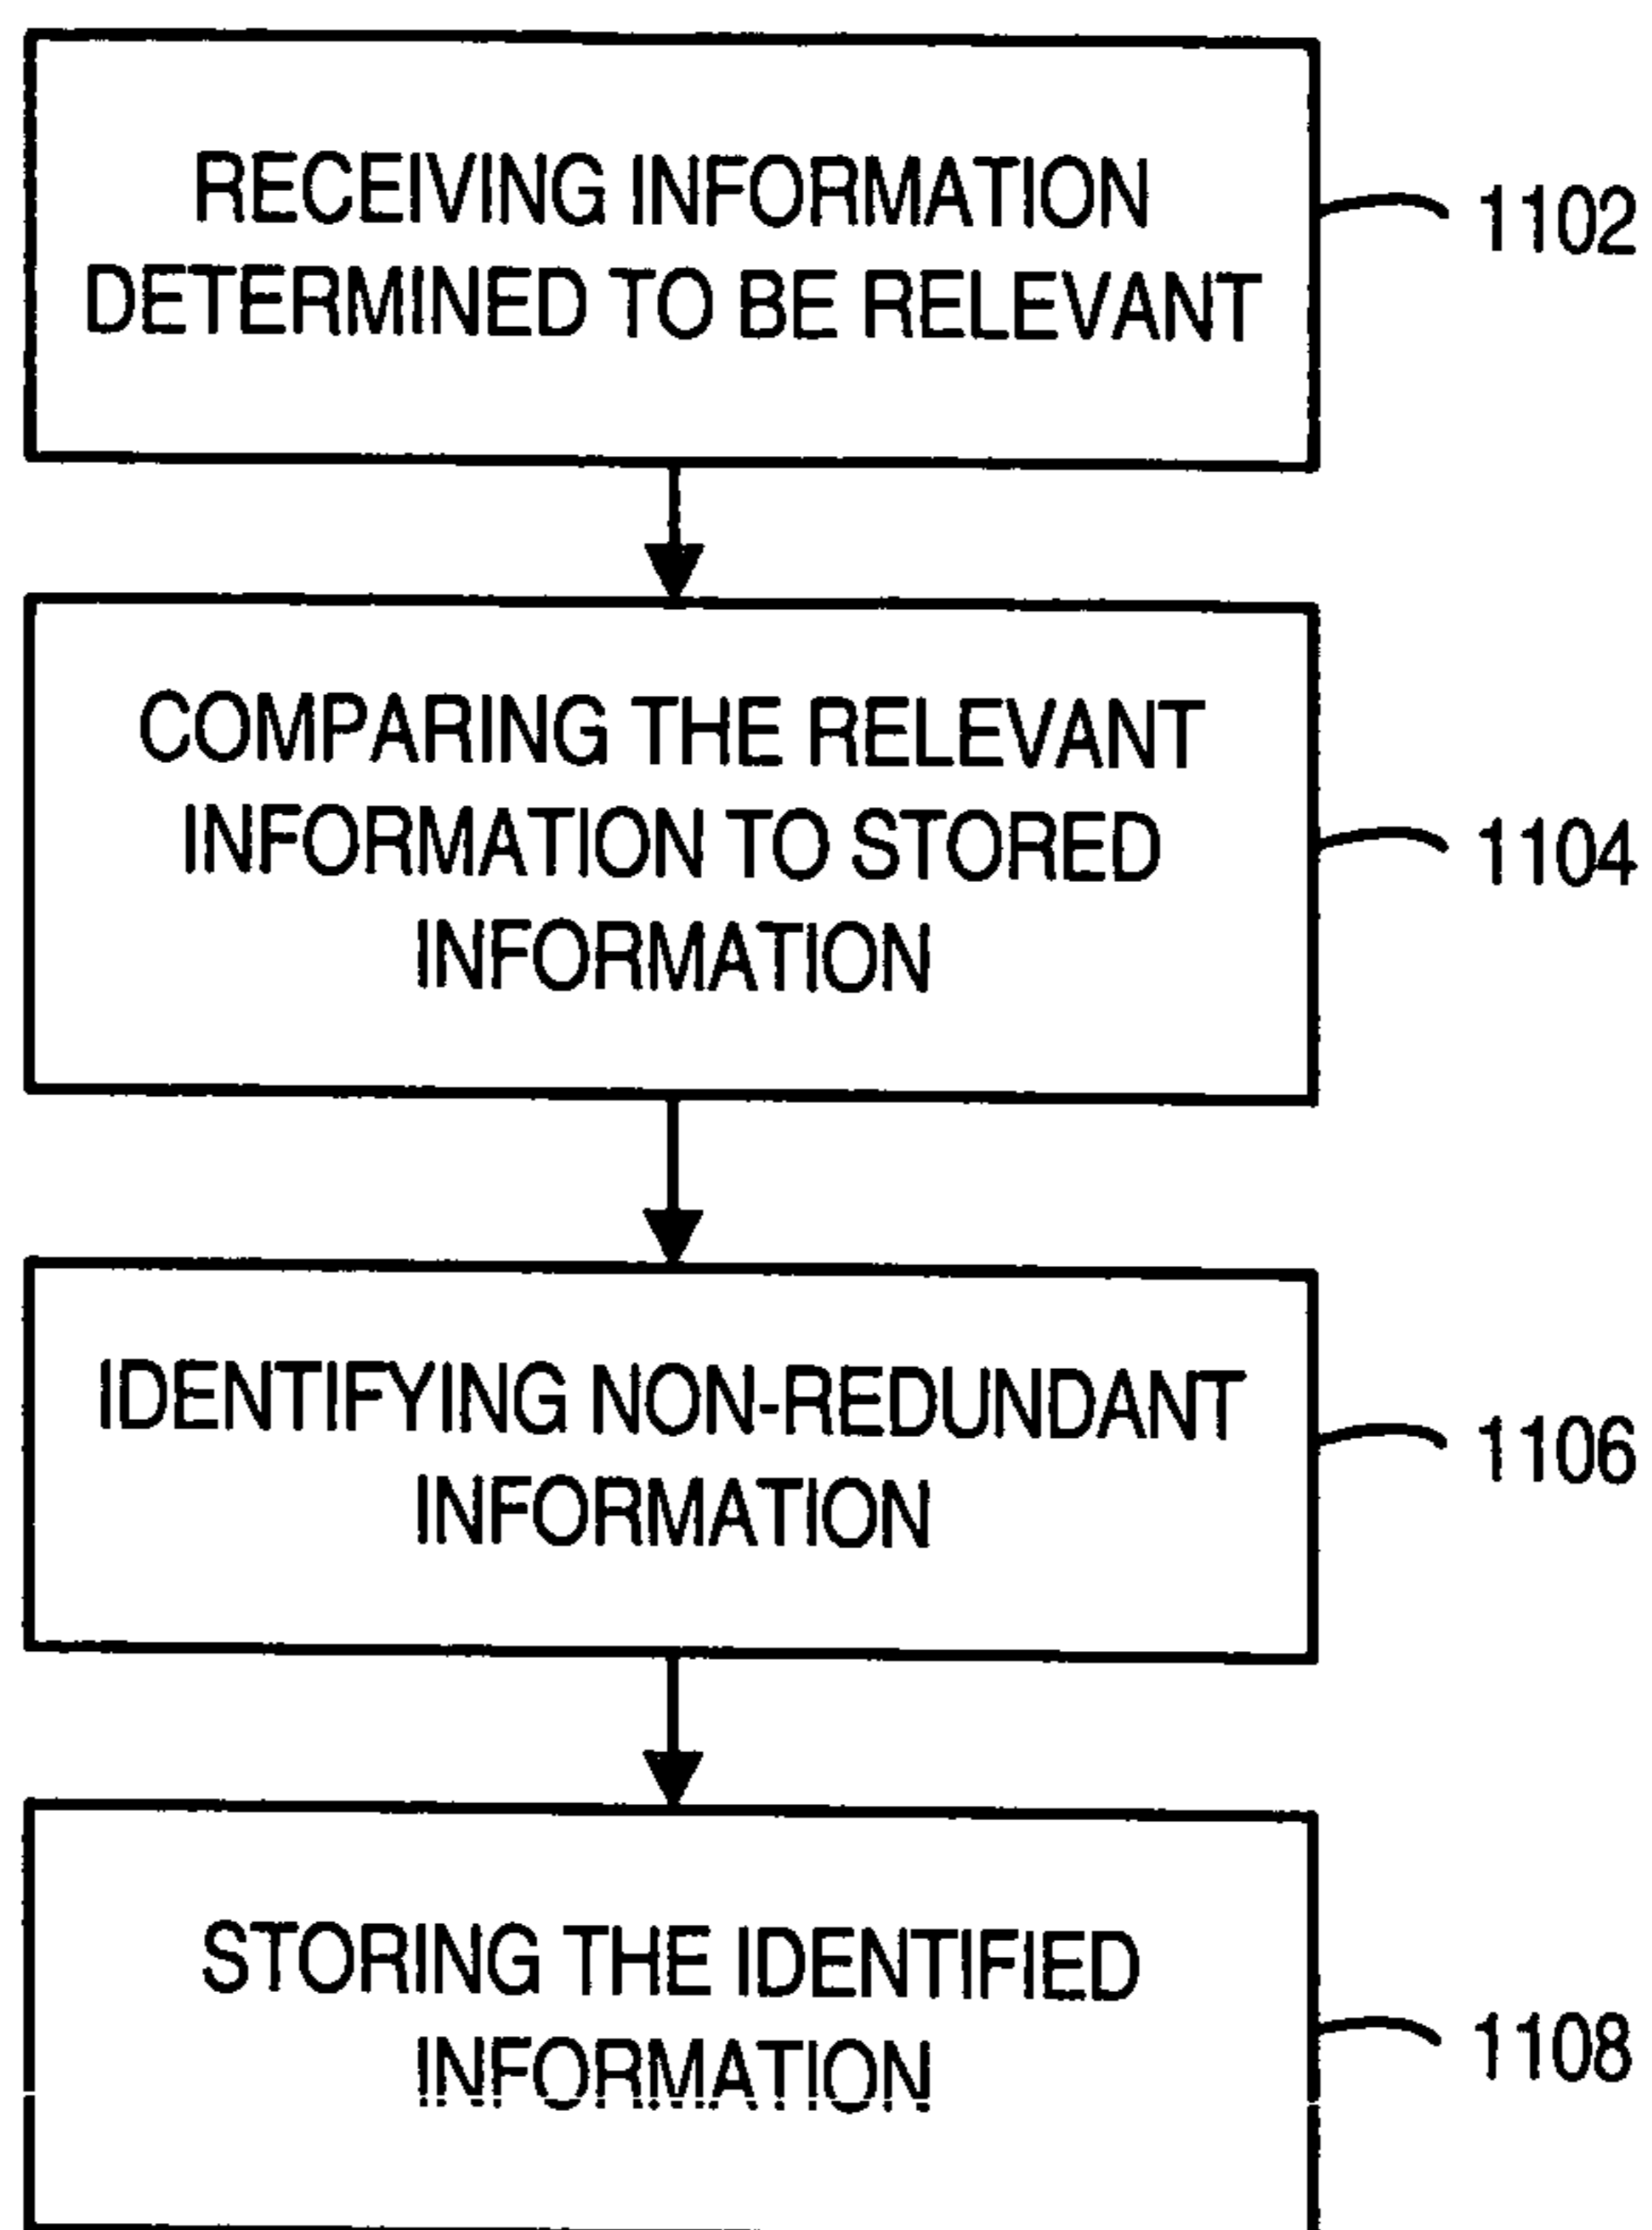 RECEIVING INFORMATION
DETERMINED TO BE RELEVANT
1102
COMPARING THE RELEVANT
INFORMATION TO STORED
INFORMATION
1104
IDENTIFYING NON-REDUNDANT
INFORMATION
1106
STORING THE IDENTIFIED
INFORMATION
1108